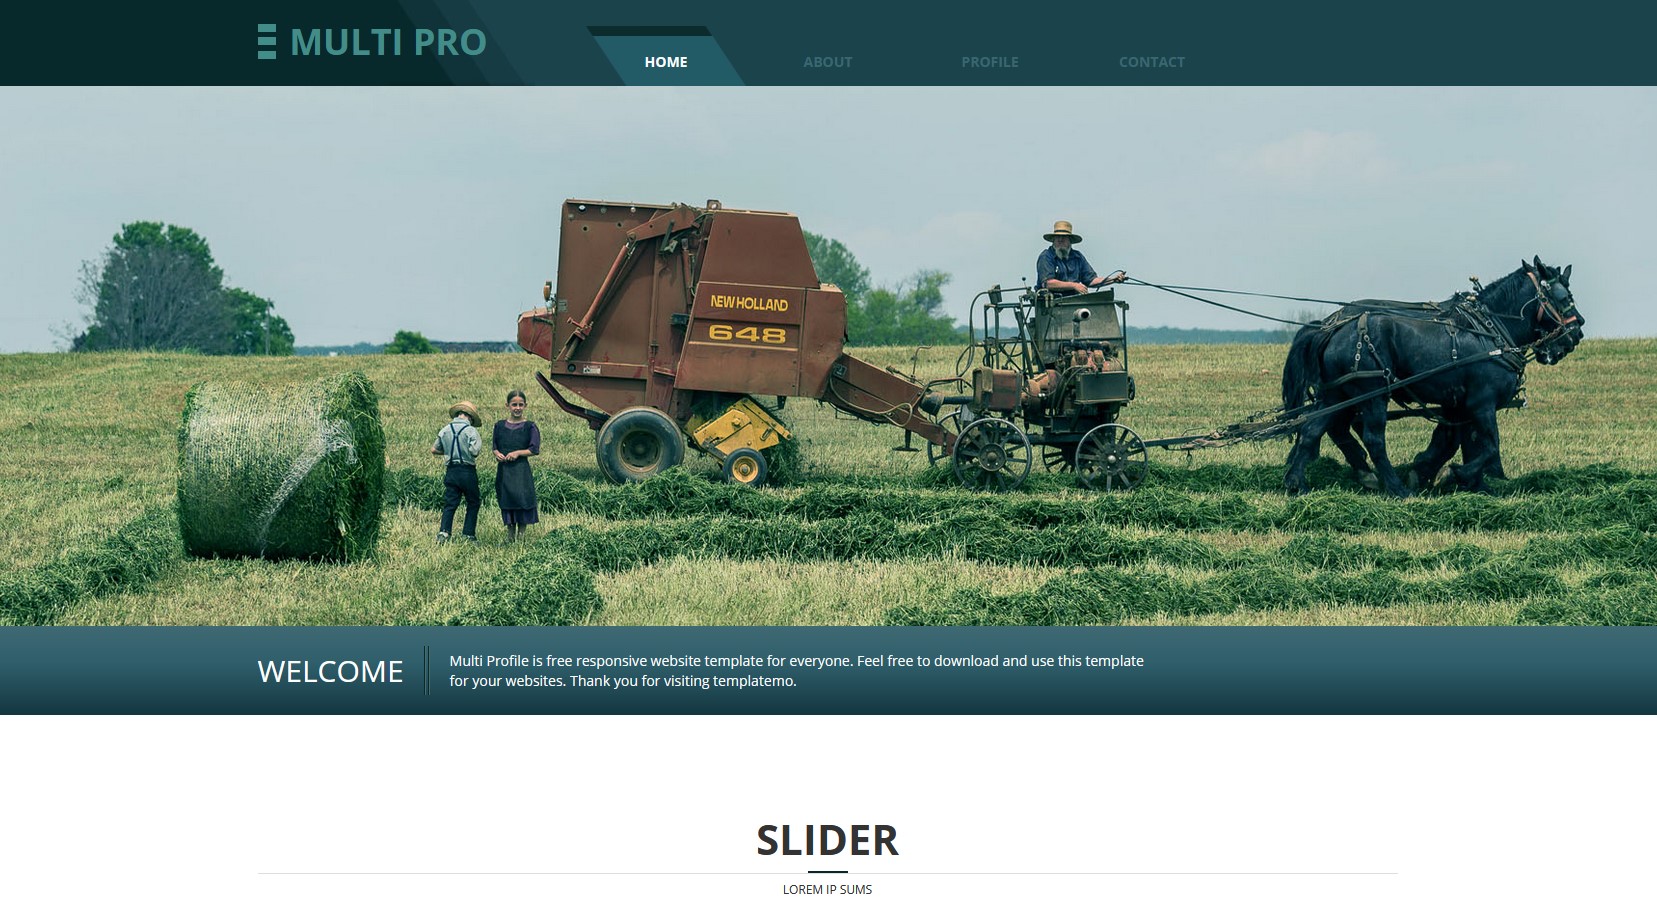 MULTI PRO
HOME ABOUT PROFILE CONTACT
NEW HOLLAND
648
WELCOME
Multi Profile is free responsive website template for everyone. Feel free to download and use this template
for your websites. Thank you for visiting templatemo.
SLIDER
LOREM IP SUMS